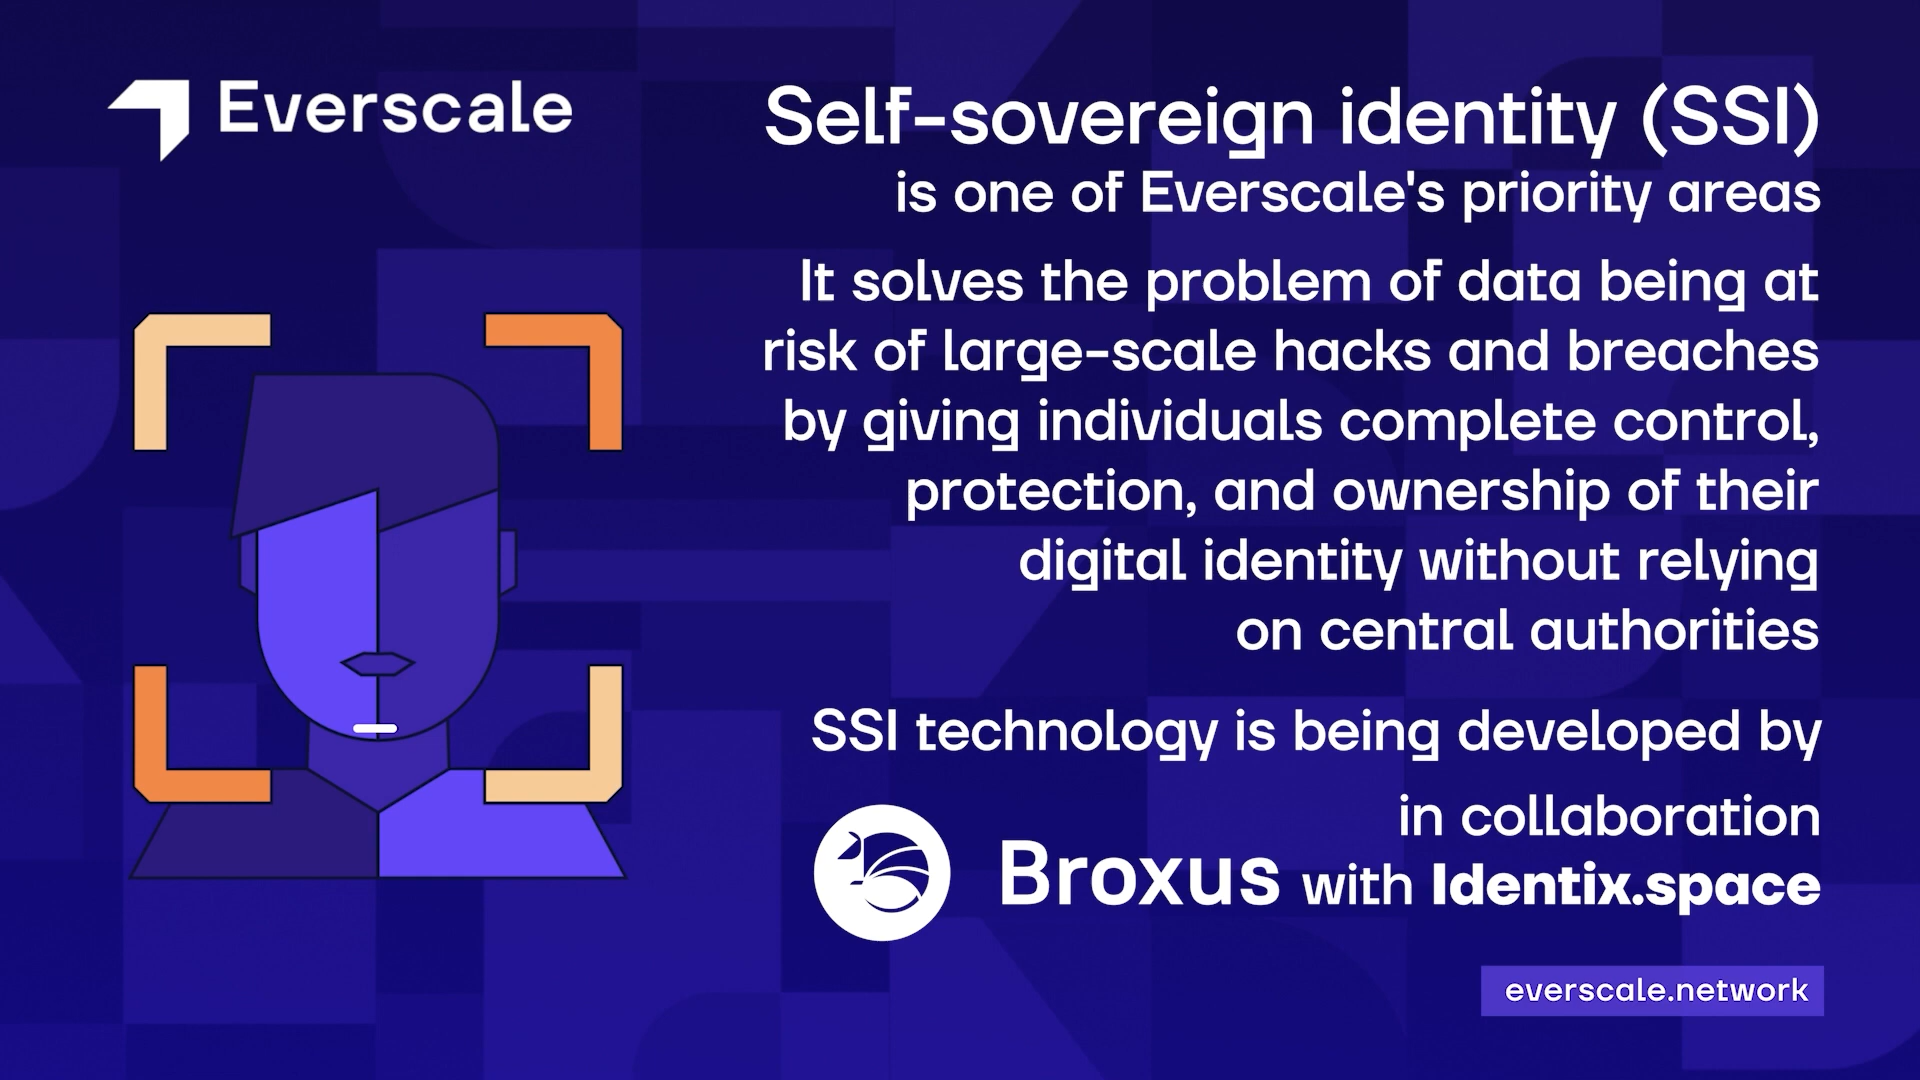 Everscale
Self-sovereign identity (SSI)
is one of Everscale's priority areas
It solves the problem of data being at
risk of large-scale hacks and breaches
by giving individuals complete control,
protection, and ownership of their
digital identity without relying
on central authorities
SSI technology is being developed by
in collaboration
Broxus with Identix.space
everscale.network